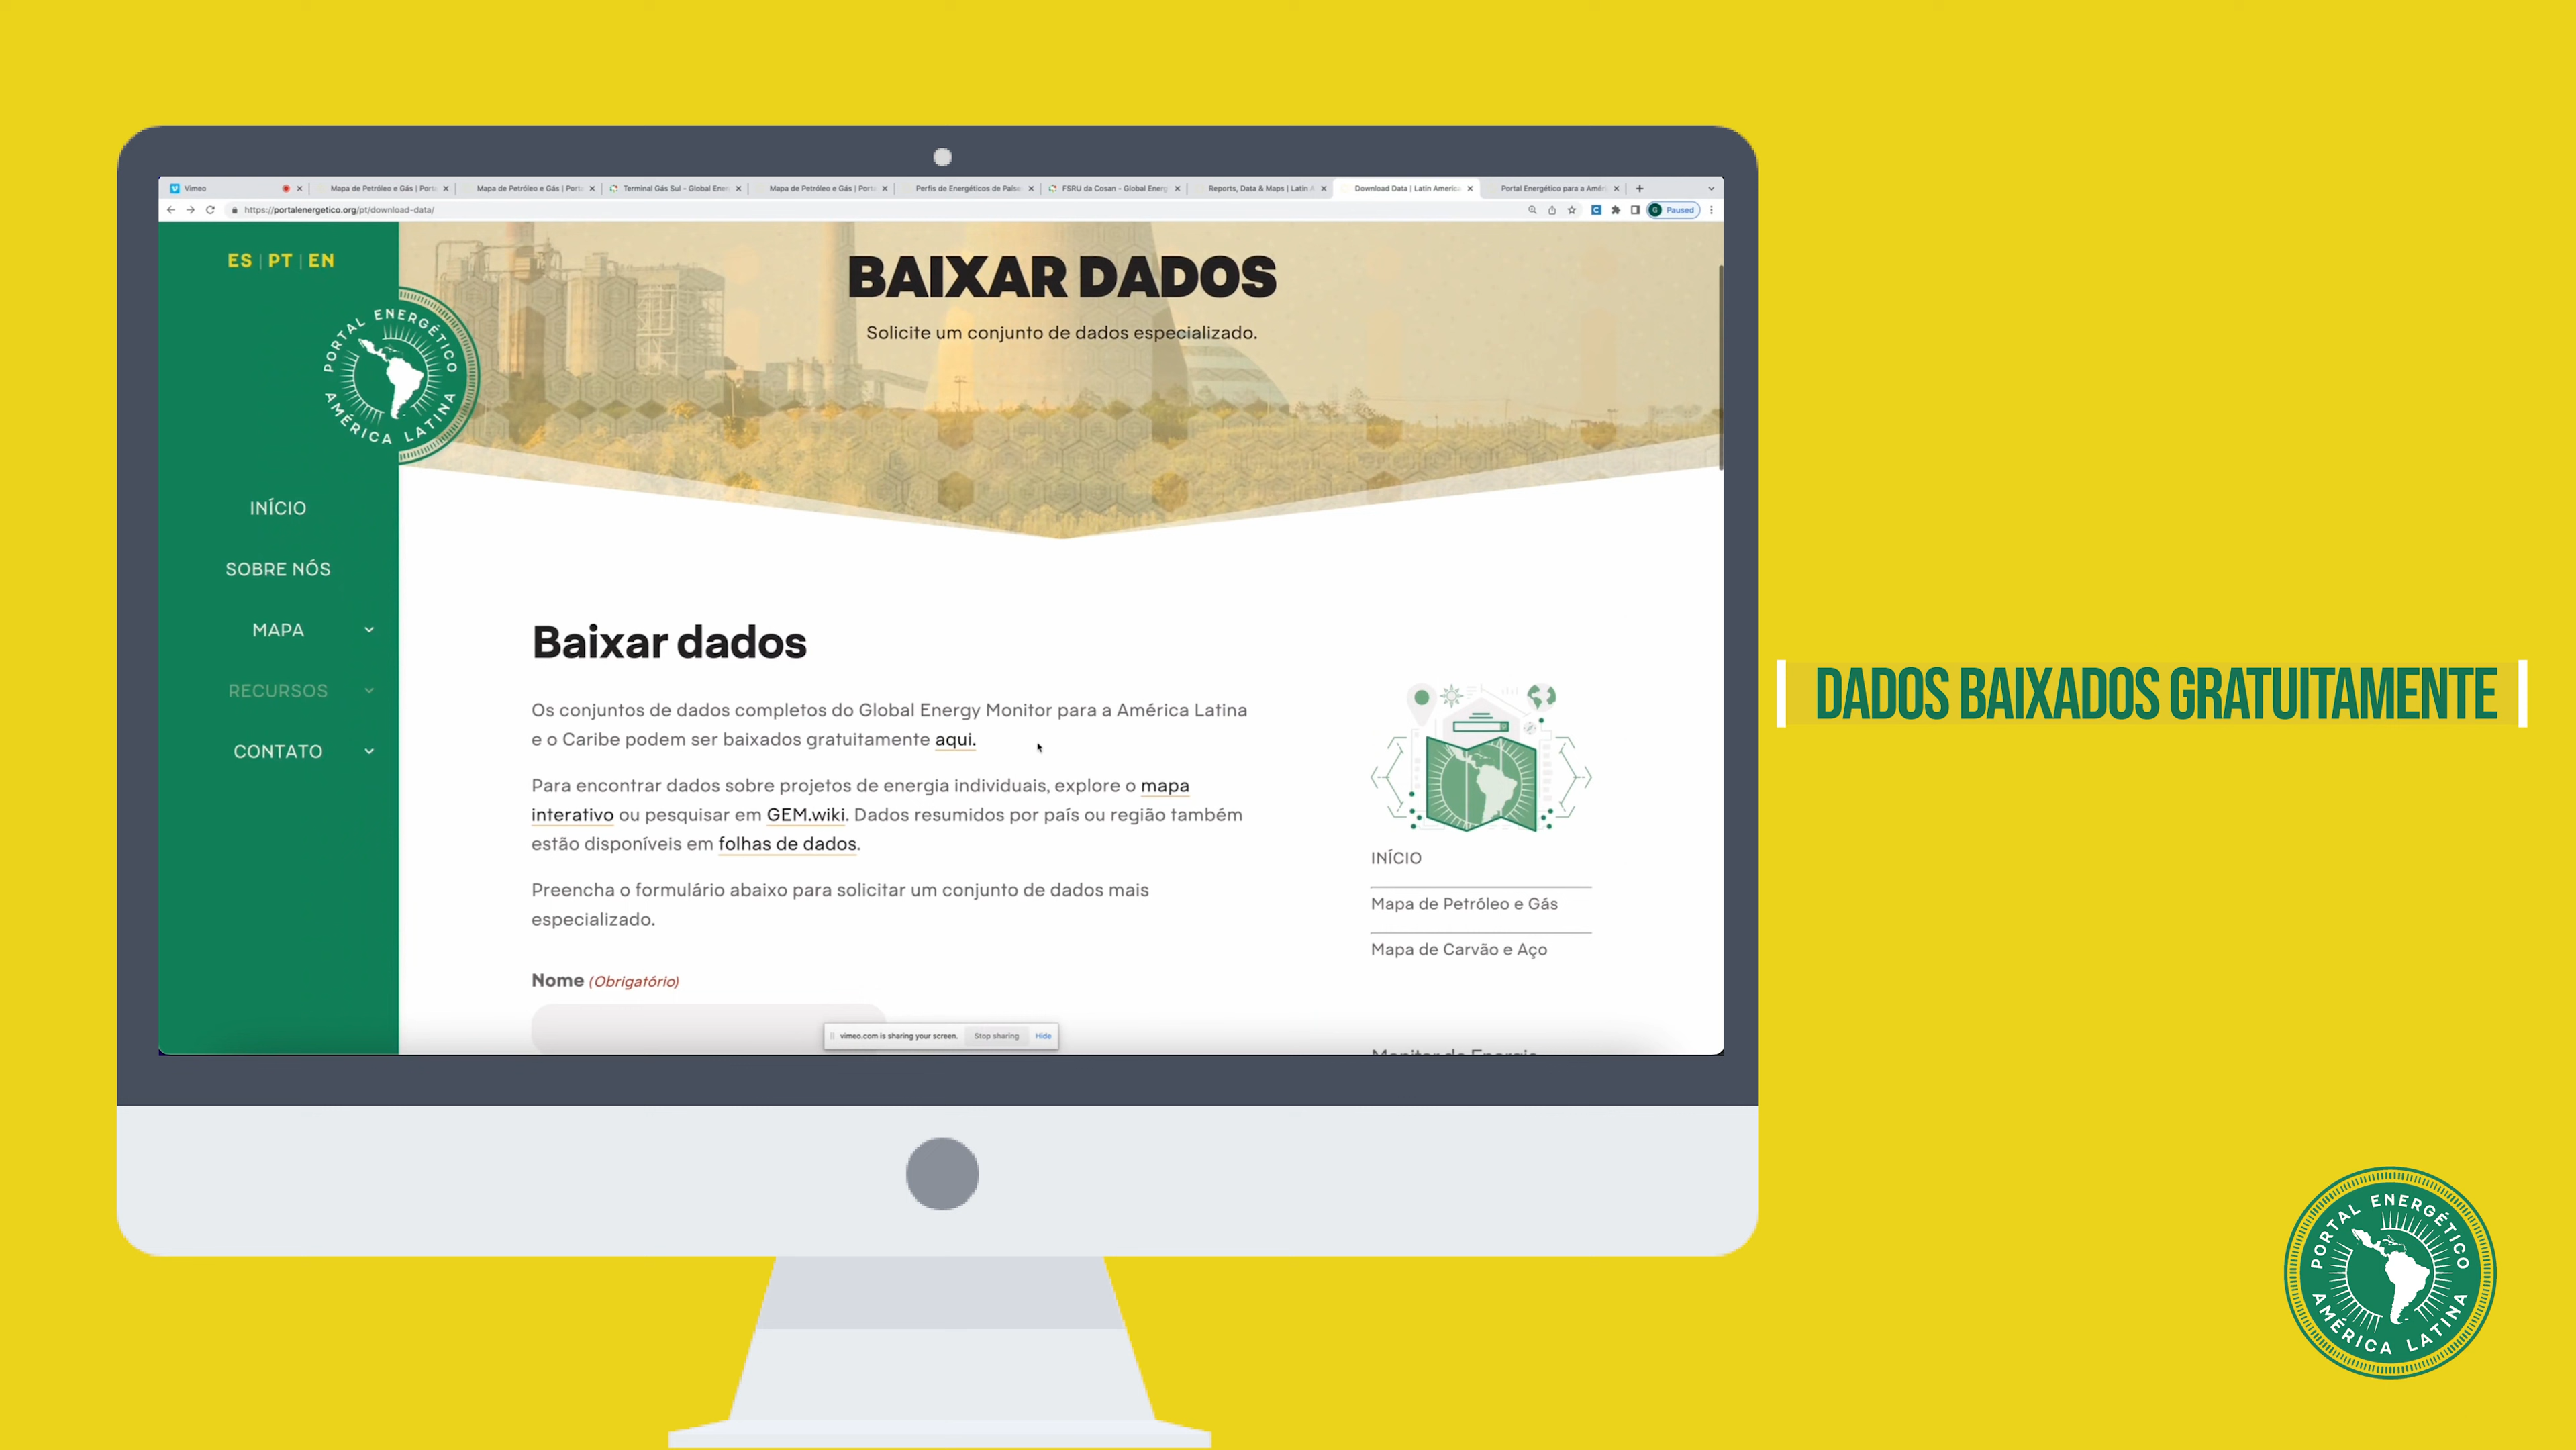 Vimeo
Mapa de Petróleo e Gás | Porta
Mapa de Petróleo e Gás | Porta
Terminal Gás Sul – Global Ener
Mapa de Petróleo e Gás | Porta
Perfis de Energéticos de Paíse
FSRU da Cosan – Global Energ
Reports, Data & Maps | Latin A
Download Data | Latin America
Portal Energético para a Améri
https://portalenergetico.org/pt/download-data/
Paused
ES | PT | EN
PORTAL ENERGÉTICO
AMÉRICA LATINA
INÍCIO
SOBRE NÓS
MAPA
RECURSOS
CONTATO
BAIXAR DADOS
Solicite um conjunto de dados especializado.
Baixar dados
Os conjuntos de dados completos do Global Energy Monitor para a América Latina
e o Caribe podem ser baixados gratuitamente aqui.
Para encontrar dados sobre projetos de energia individuais, explore o mapa
interativo ou pesquisar em GEM.wiki. Dados resumidos por país ou região também
estão disponíveis em folhas de dados.
Preencha o formulário abaixo para solicitar um conjunto de dados mais
especializado.
Nome (Obrigatório)
vimeo.com is sharing your screen. Stop sharing Hide
INÍCIO
Mapa de Petróleo e Gás
Mapa de Carvão e Aço
DADOS BAIXADOS GRATUITAMENTE
PORTAL ENERGÉTICO
AMÉRICA LATINA